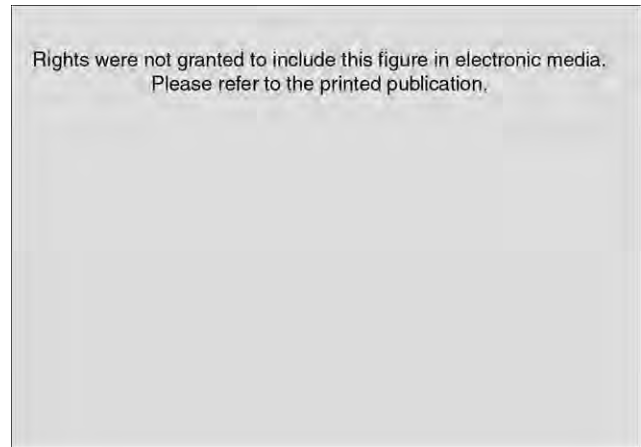 Rights were not granted to include this figure in electronic media.
Please refer to the printed publication.